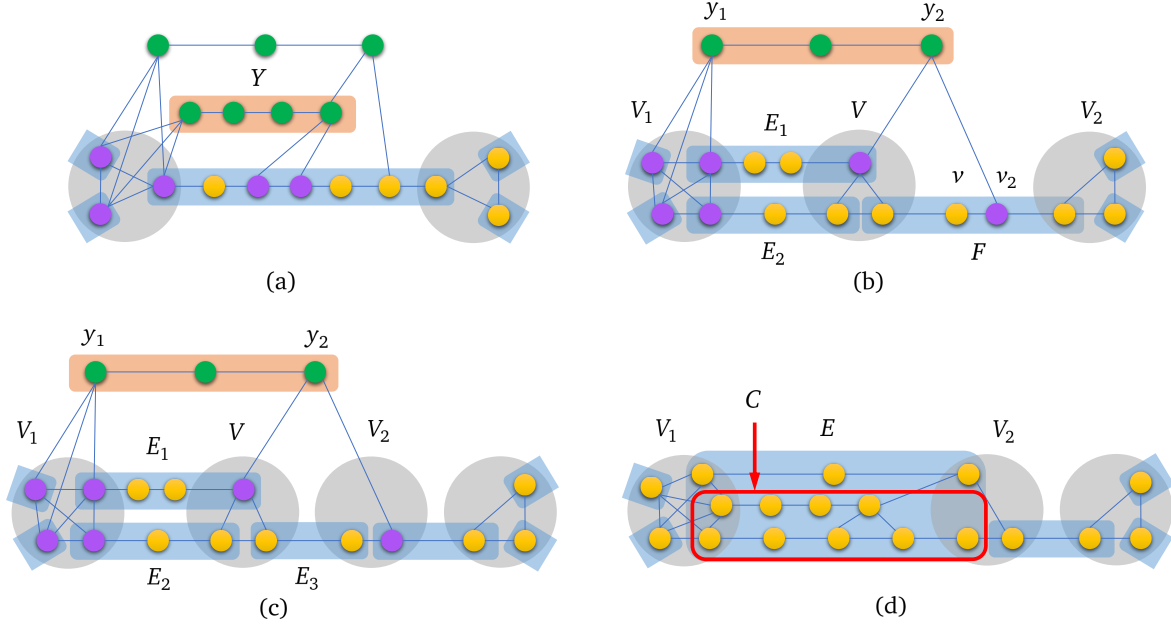 Y
(a)
y₁ y₂
V₁ E₁ V V₂
v v₂
E₂ F
(b)
y₁ y₂
V₁ E₁ V V₂
E₂ E₃
(c)
C
V₁ E V₂
(d)